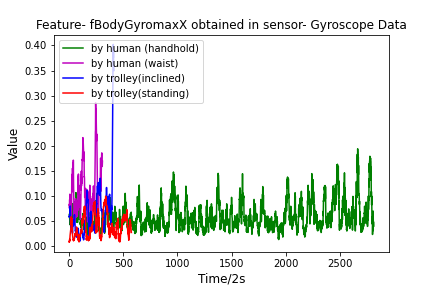 Feature- fBodyGyromaxX obtained in sensor- Gyroscope Data
by human (handhold)
by human (waist)
by trolley(inclined)
by trolley(standing)
Value
0.40
0.35
0.30
0.25
0.20
0.15
0.10
0.05
0.00
0
500
1000
1500
2000
2500
Time/2s